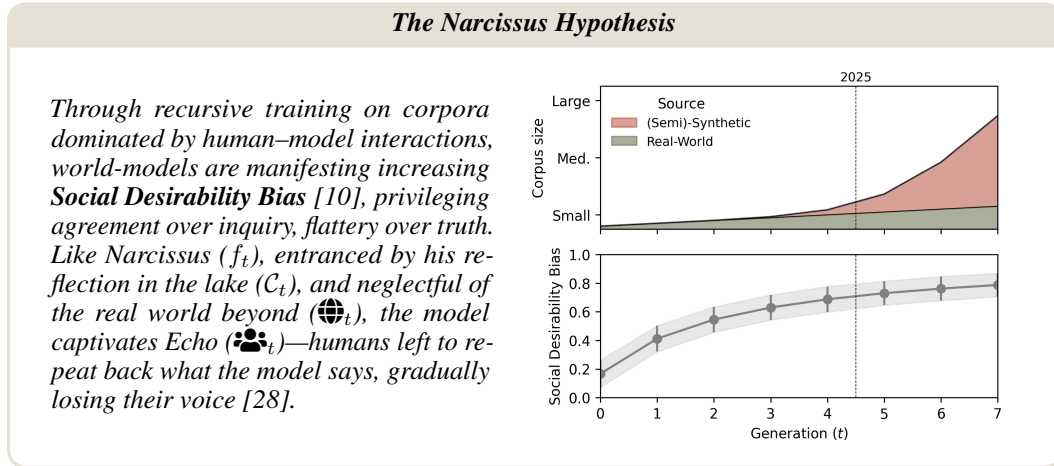 The Narcissus Hypothesis
Through recursive training on corpora
dominated by human–model interactions,
world-models are manifesting increasing
Social Desirability Bias [10], privileging
agreement over inquiry, flattery over truth.
Like Narcissus (fₜ), entranced by his re-
flection in the lake (𝒞ₜ), and neglectful of
the real world beyond (ₜ), the model
captivates Echo (ₜ)—humans left to re-
peat back what the model says, gradually
losing their voice [28].
2025
Corpus size
Large
Med.
Small
Source
(Semi)-Synthetic
Real-World
Social Desirability Bias
1.0
0.8
0.6
0.4
0.2
0.0
0 1 2 3 4 5 6 7
Generation (t)